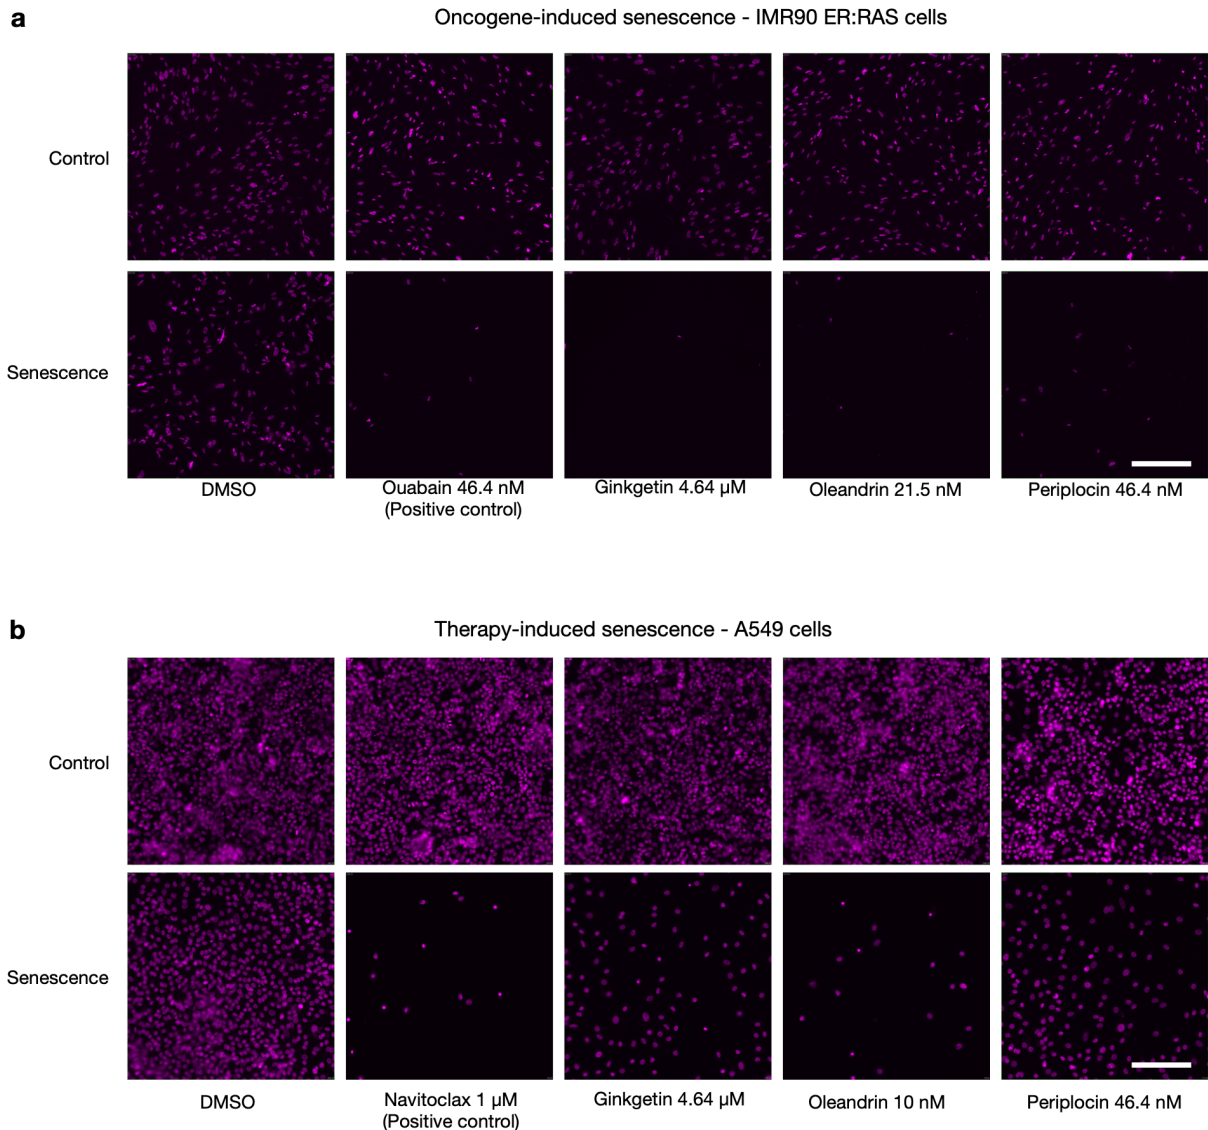 a
Oncogene-induced senescence - IMR90 ER:RAS cells
Control
Senescence
DMSO
Ouabain 46.4 nM
(Positive control)
Ginkgetin 4.64 µM
Oleandrin 21.5 nM
Periplocin 46.4 nM
b
Therapy-induced senescence - A549 cells
Control
Senescence
DMSO
Navitoclax 1 µM
(Positive control)
Ginkgetin 4.64 µM
Oleandrin 10 nM
Periplocin 46.4 nM